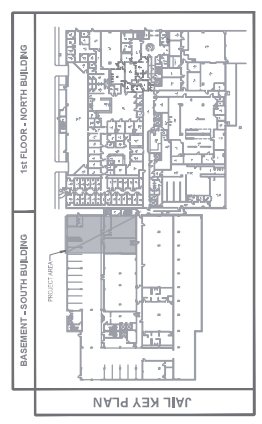 1st FLOOR - NORTH BUILDING
BASEMENT - SOUTH BUILDING
PROJECT AREA
JAIL KEY PLAN